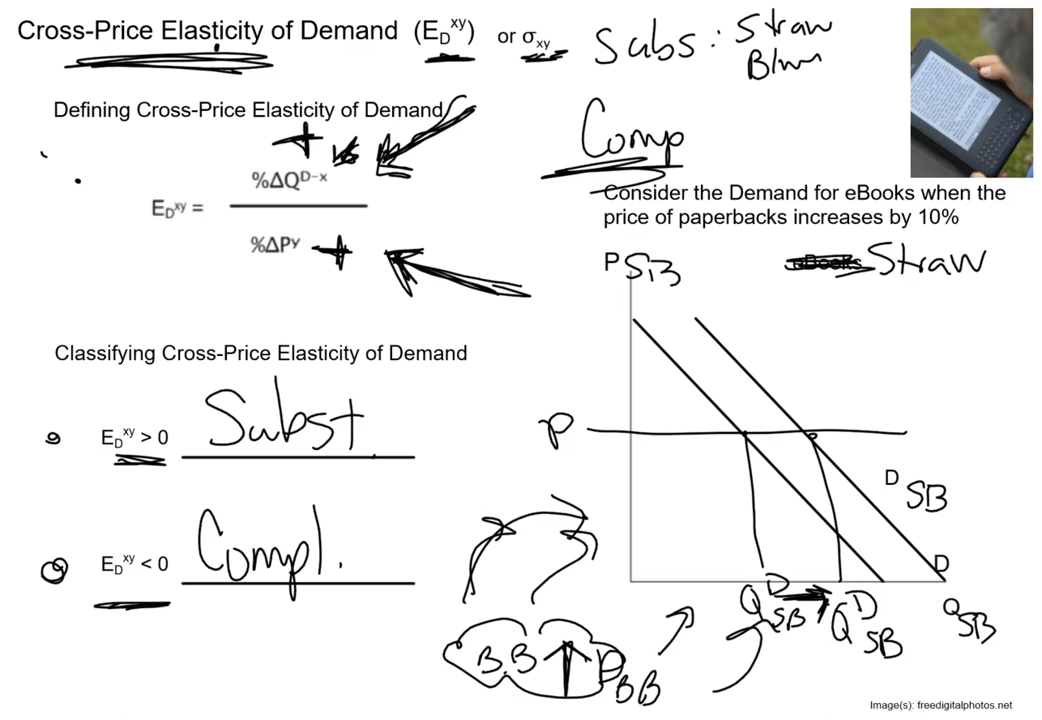 Cross-Price Elasticity of Demand (E_D^xy) or σ_xy
Subs: Straw
Blue
Defining Cross-Price Elasticity of Demand
+ vs
Comp
%ΔQ^D-x
E_D^xy =
%ΔP^y +
Consider the Demand for eBooks when the
price of paperbacks increases by 10%
eBooks Straw
P SB
Classifying Cross-Price Elasticity of Demand
E_D^xy > 0 Subst
P
D SB
E_D^xy < 0 Compl.
D
Q^D SB → Q^D SB
Q SB
B.B ↑ P BB
Image(s): freedigitalphotos.net